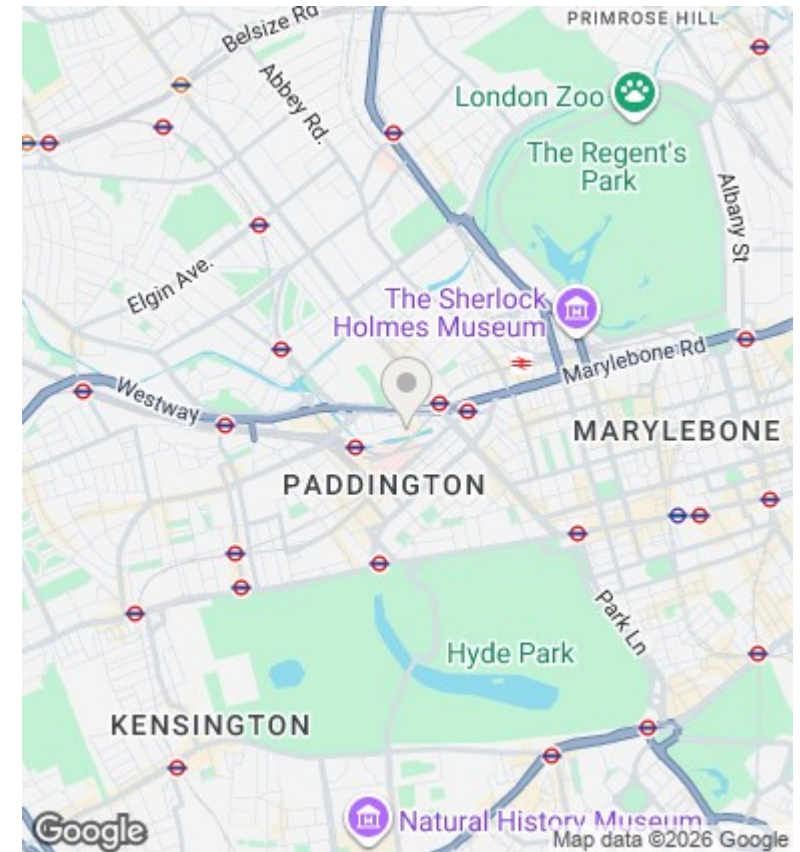 PRIMROSE HILL
Belsize Rd
Abbey Rd.
London Zoo
The Regent's
Park
Albany St
Elgin Ave.
The Sherlock
Holmes Museum
Marylebone Rd
Westway
MARYLEBONE
PADDINGTON
Park Ln
Hyde Park
KENSINGTON
Natural History Museum
Google
Map data ©2026 Google